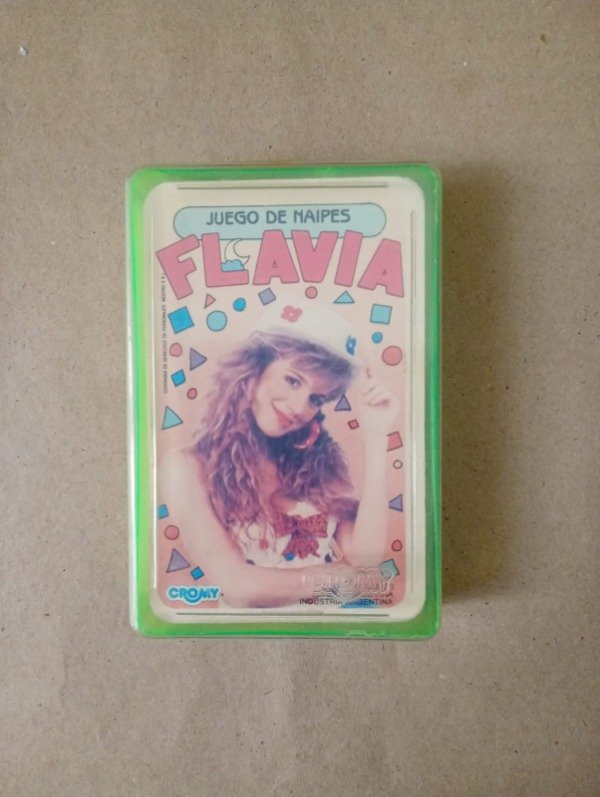 JUEGO DE NAIPES
FLAVIA
CROMY
INDUSTRIA ARGENTINA